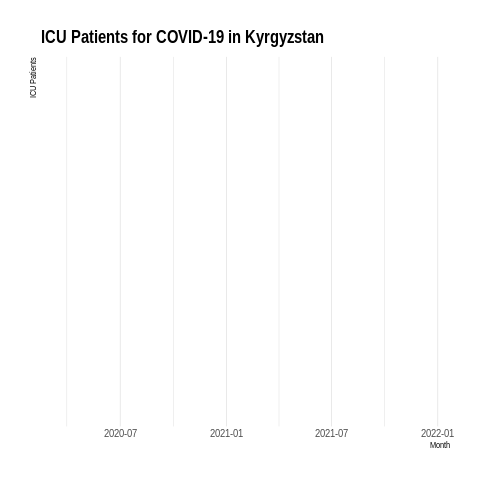 ICU Patients for COVID-19 in Kyrgyzstan
ICU Patients
2020-07 2021-01 2021-07 2022-01
Month